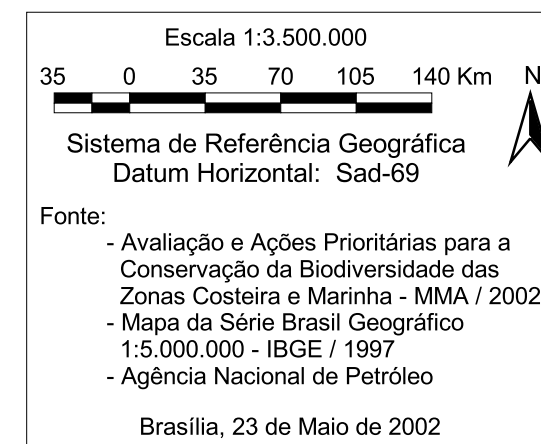 Escala 1:3.500.000
35 0 35 70 105 140 Km N
Sistema de Referência Geográfica
Datum Horizontal: Sad-69
Fonte:
- Avaliação e Ações Prioritárias para a
Conservação da Biodiversidade das
Zonas Costeira e Marinha - MMA / 2002
- Mapa da Série Brasil Geográfico
1:5.000.000 - IBGE / 1997
- Agência Nacional de Petróleo
Brasília, 23 de Maio de 2002